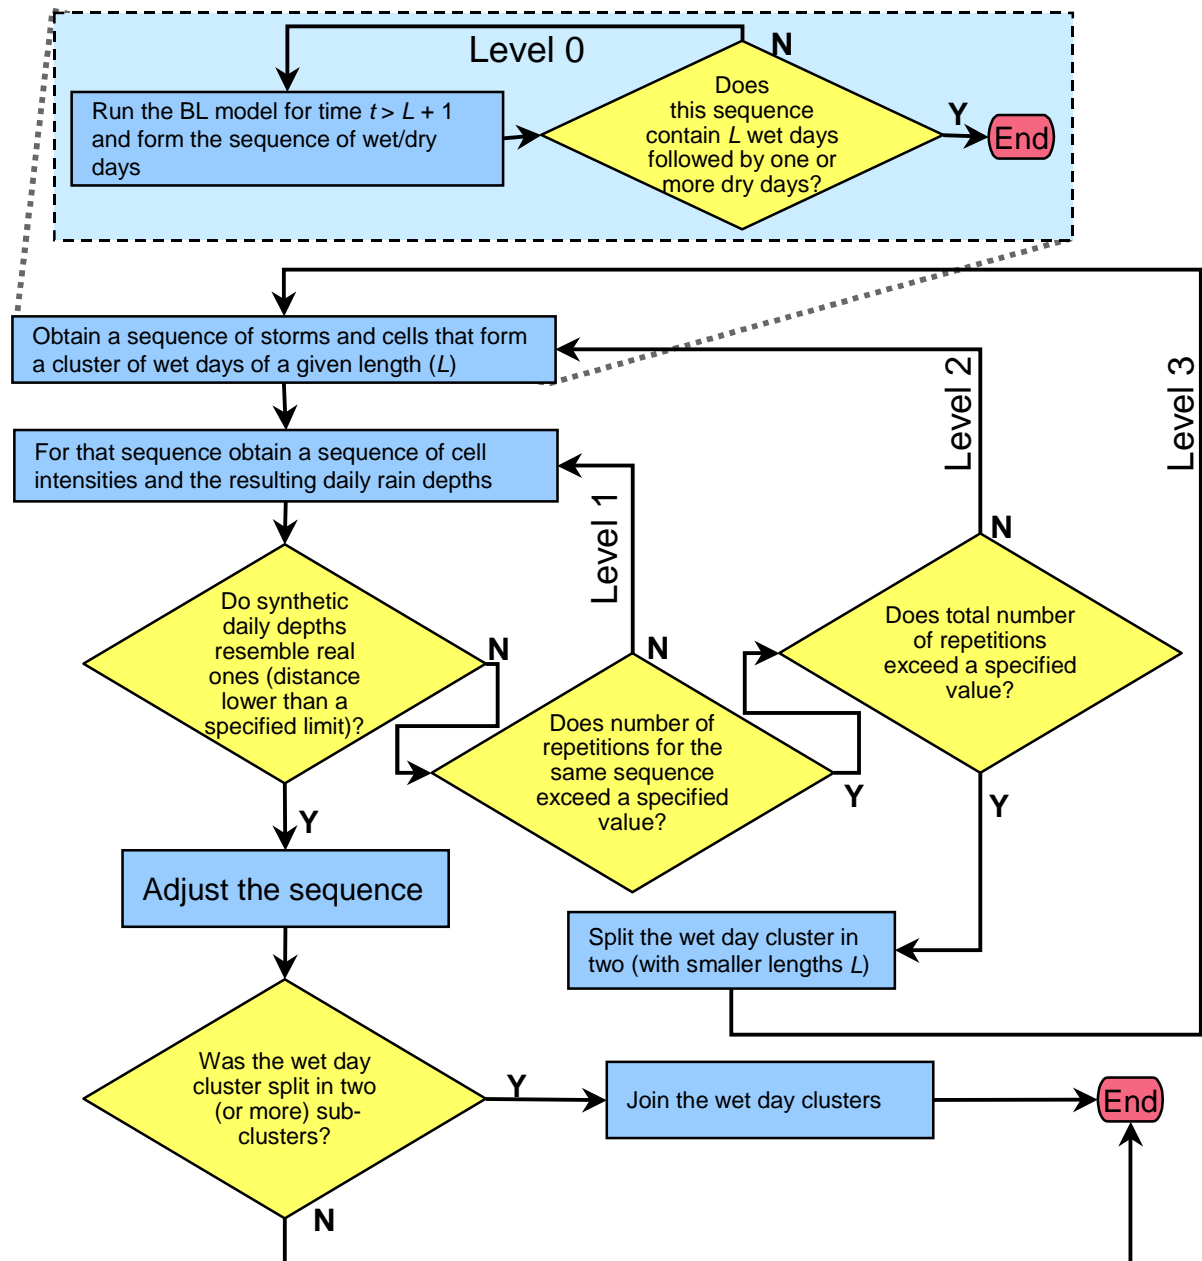 Level 0
N
Run the BL model for time t > L + 1
and form the sequence of wet/dry
days
Does
this sequence
contain L wet days
followed by one or
more dry days?
Y
End
Obtain a sequence of storms and cells that form
a cluster of wet days of a given length (L)
Level 2
Level 3
For that sequence obtain a sequence of cell
intensities and the resulting daily rain depths
Level 1
N
Do synthetic
daily depths
resemble real
ones (distance
lower than a
specified limit)?
N
N
Does total number
of repetitions
exceed a specified
value?
Does number of
repetitions for the
same sequence
exceed a specified
value?
Y
Y
Y
Adjust the sequence
Split the wet day cluster in
two (with smaller lengths L)
Was the wet day
cluster split in two
(or more) sub-
clusters?
Y
Join the wet day clusters
End
N